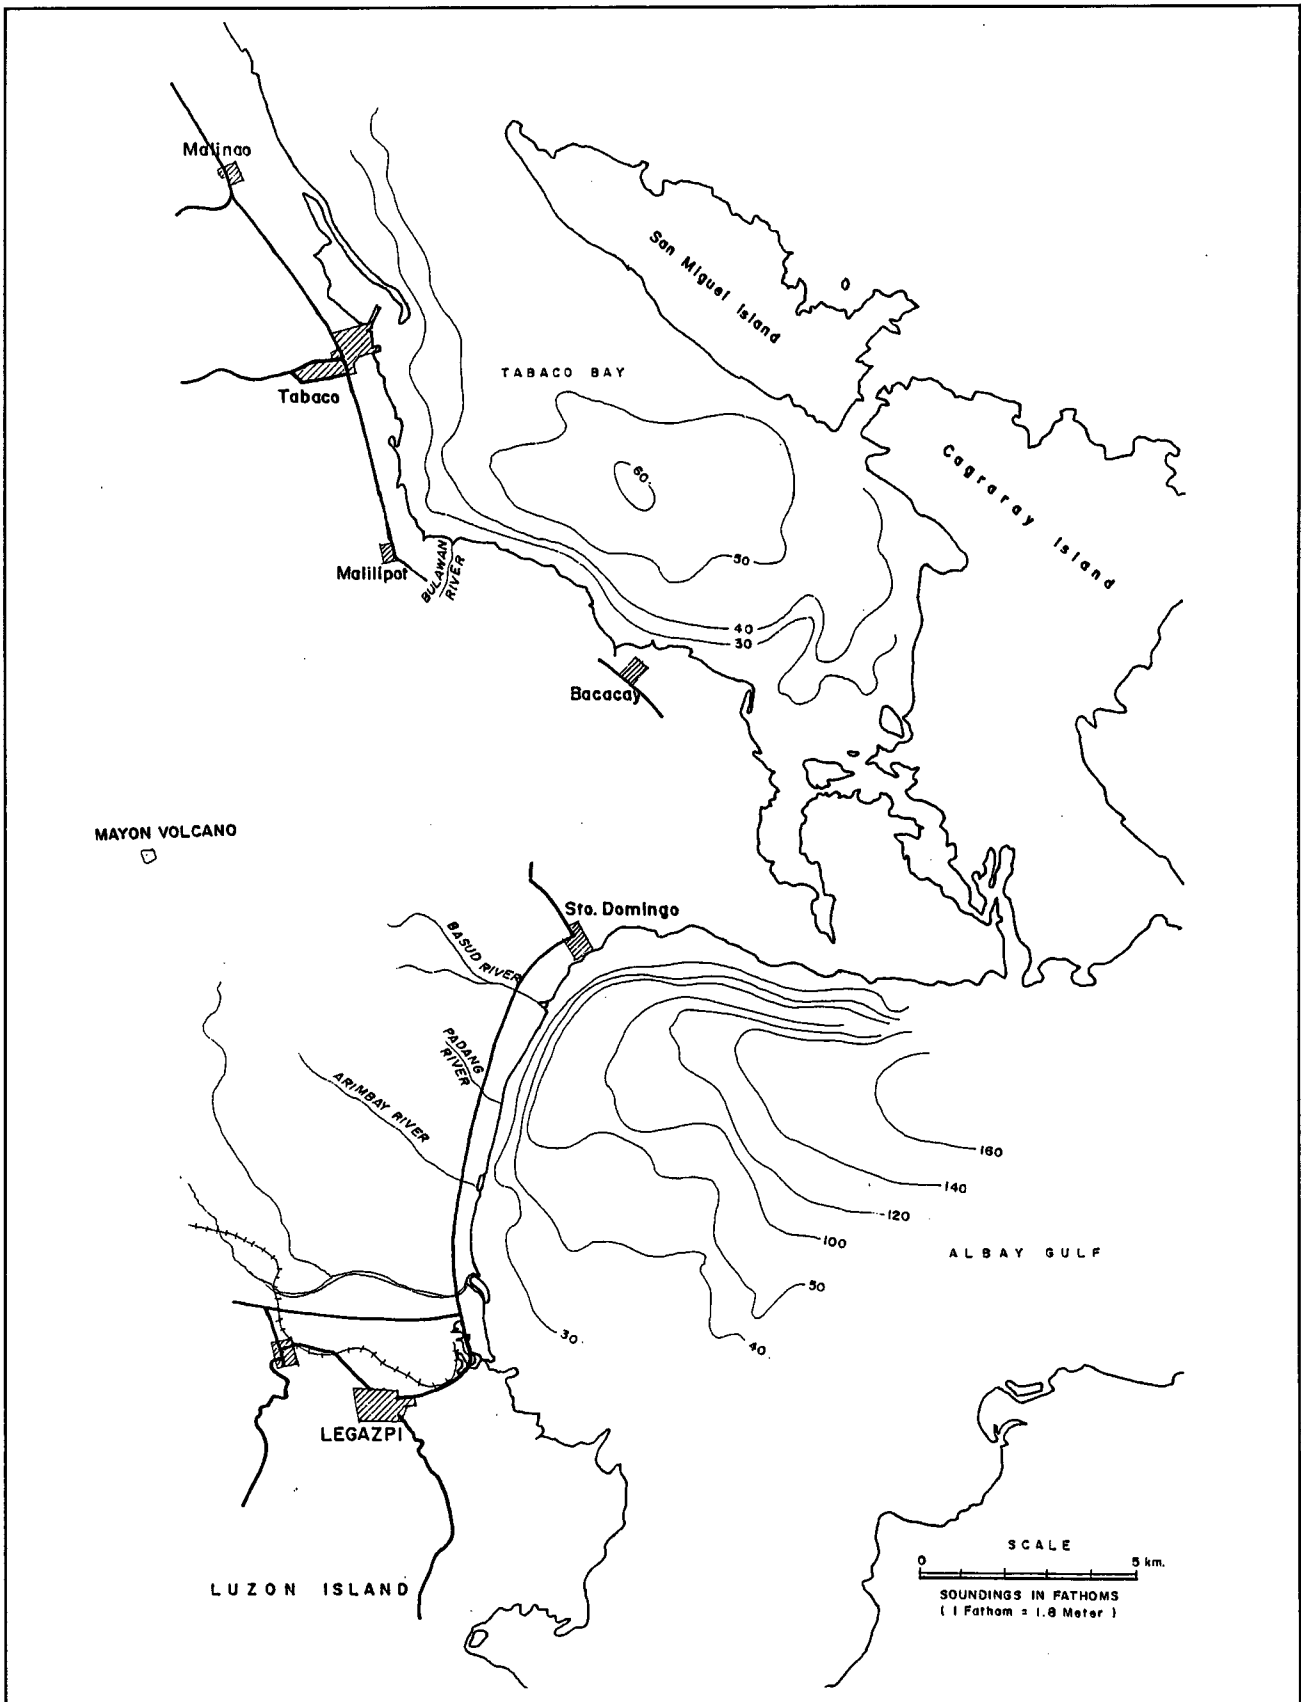 Malinao
San Miguel Island
TABACO BAY
Tabaco
Cagraray Island
60
50
Malilipot
BULAWAN
RIVER
40
30
Bacacay
MAYON VOLCANO
Sto. Domingo
BASUD RIVER
PADANG
RIVER
ARIMBAY RIVER
160
140
120
100
ALBAY GULF
50
30
40
LEGAZPI
SCALE
0 5 km.
SOUNDINGS IN FATHOMS
( 1 Fathom = 1.8 Meter )
LUZON ISLAND